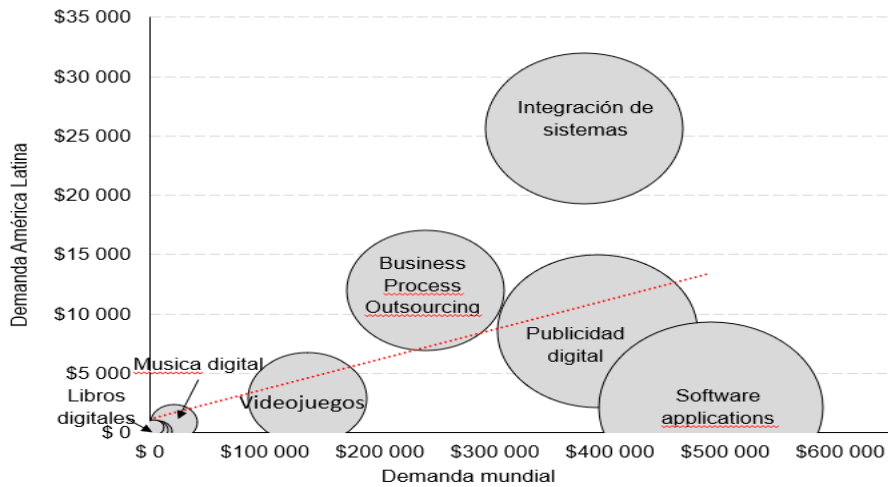 $35 000
$30 000
$25 000
$20 000
$15 000
$10 000
$5 000
$ 0
Demanda América Latina
Integración de
sistemas
Business
Process
Outsourcing
Publicidad
digital
Software
applications
Musica digital
Videojuegos
Libros
digitales
$ 0
$100 000
$200 000
$300 000
$400 000
$500 000
$600 000
Demanda mundial